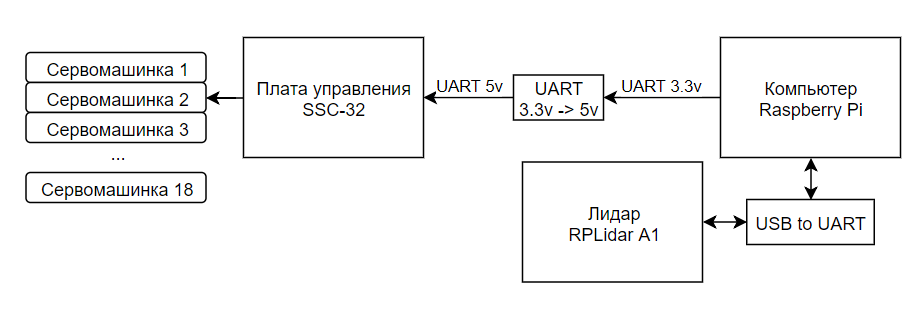 Сервомашинка 1
Сервомашинка 2
Сервомашинка 3
...
Сервомашинка 18
Плата управления
SSC-32
UART 5v
UART
3.3v -> 5v
UART 3.3v
Компьютер
Raspberry Pi
Лидар
RPLidar A1
USB to UART